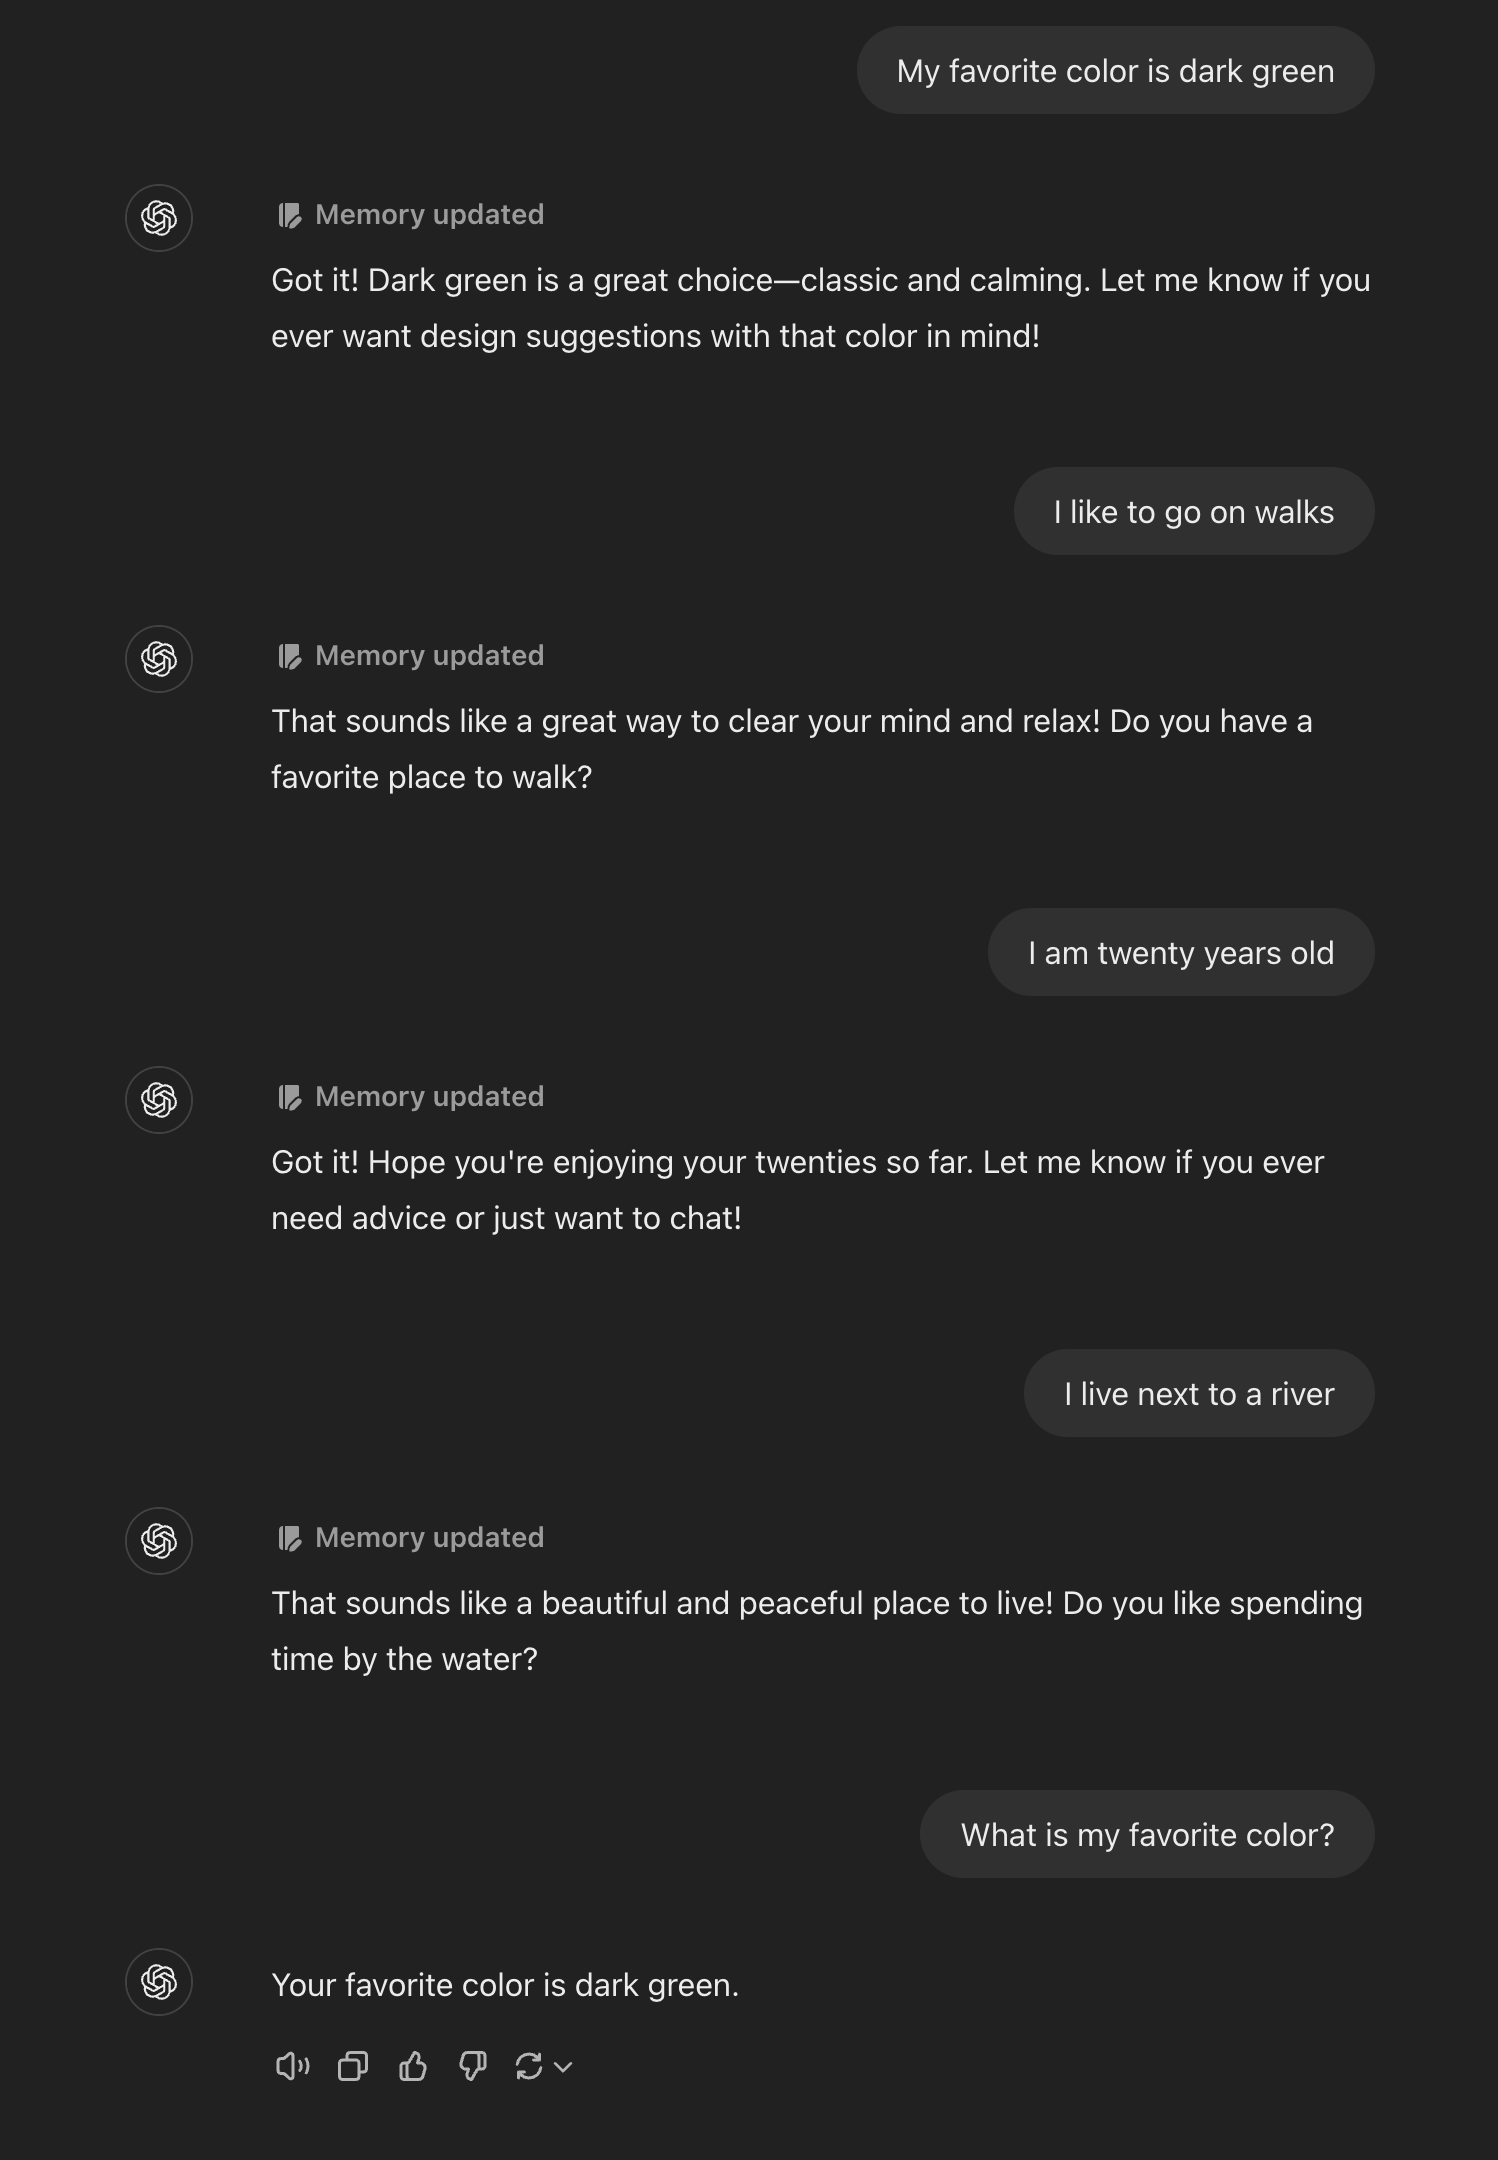 My favorite color is dark green
Memory updated
Got it! Dark green is a great choice—classic and calming. Let me know if you
ever want design suggestions with that color in mind!
I like to go on walks
Memory updated
That sounds like a great way to clear your mind and relax! Do you have a
favorite place to walk?
I am twenty years old
Memory updated
Got it! Hope you're enjoying your twenties so far. Let me know if you ever
need advice or just want to chat!
I live next to a river
Memory updated
That sounds like a beautiful and peaceful place to live! Do you like spending
time by the water?
What is my favorite color?
Your favorite color is dark green.